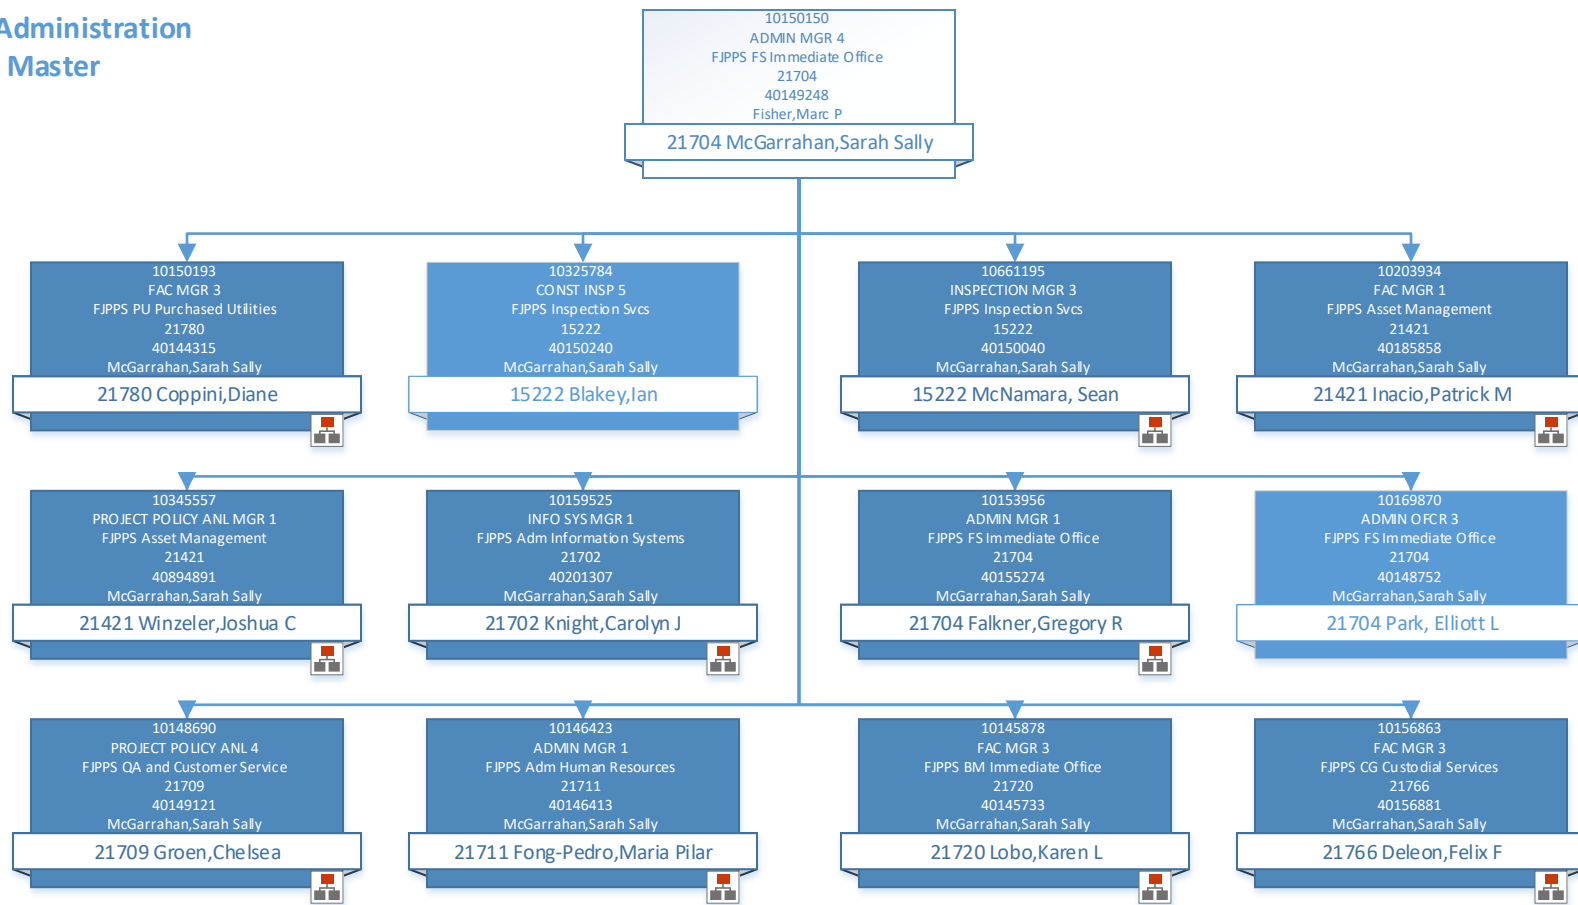 Administration
Master
10150150
ADMIN MGR 4
FJPPS FS Immediate Office
21704
40149248
Fisher,Marc P
21704 McGarrahan,Sarah Sally
10150193
FAC MGR 3
FJPPS PU Purchased Utilities
21780
40144315
McGarrahan,Sarah Sally
21780 Coppini,Diane
10325784
CONST INSP 5
FJPPS Inspection Svcs
15222
40150240
McGarrahan,Sarah Sally
15222 Blakey,Ian
10661195
INSPECTION MGR 3
FJPPS Inspection Svcs
15222
40150040
McGarrahan,Sarah Sally
15222 McNamara, Sean
10203934
FAC MGR 1
FJPPS Asset Management
21421
40185858
McGarrahan,Sarah Sally
21421 Inacio,Patrick M
10345557
PROJECT POLICY ANL MGR 1
FJPPS Asset Management
21421
40894891
McGarrahan,Sarah Sally
21421 Winzeler,Joshua C
10159525
INFO SYS MGR 1
FJPPS Adm Information Systems
21702
40201307
McGarrahan,Sarah Sally
21702 Knight,Carolyn J
10153956
ADMIN MGR 1
FJPPS FS Immediate Office
21704
40155274
McGarrahan,Sarah Sally
21704 Falkner,Gregory R
10169870
ADMIN OFCR 3
FJPPS FS Immediate Office
21704
40148752
McGarrahan,Sarah Sally
21704 Park, Elliott L
10148690
PROJECT POLICY ANL 4
FJPPS QA and Customer Service
21709
40149121
McGarrahan,Sarah Sally
21709 Groen,Chelsea
10146423
ADMIN MGR 1
FJPPS Adm Human Resources
21711
40146413
McGarrahan,Sarah Sally
21711 Fong-Pedro,Maria Pilar
10145878
FAC MGR 3
FJPPS BM Immediate Office
21720
40145733
McGarrahan,Sarah Sally
21720 Lobo,Karen L
10156863
FAC MGR 3
FJPPS CG Custodial Services
21766
40156881
McGarrahan,Sarah Sally
21766 Deleon,Felix F